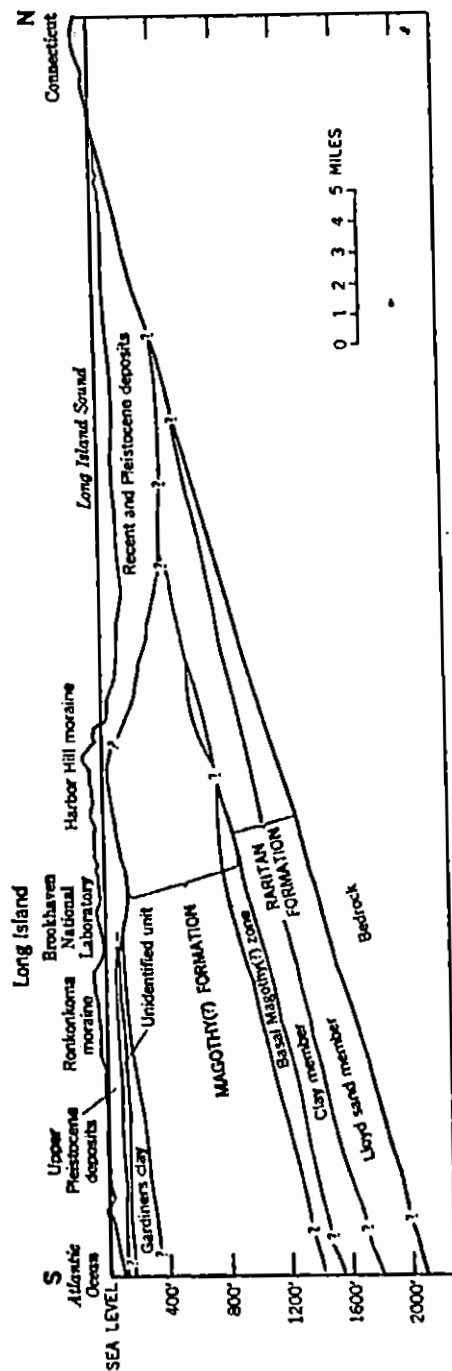 S
N
Long Island
Atlantic
Ocean
Upper
Pleistocene
deposits
Ronkonkoma
moraine
Brookhaven
National
Laboratory
Harbor Hill moraine
Long Island Sound
Connecticut
SEA LEVEL
400'
800'
1200'
1600'
2000'
Gardiners clay
Unidentified unit
Recent and Pleistocene deposits
MAGOTHY(?) FORMATION
Basal Magothy(?) zone
RARITAN
FORMATION
Clay member
Lloyd sand member
Bedrock
?
?
?
?
?
?
?
?
?
?
?
?
?
?
0 1 2 3 4 5 MILES